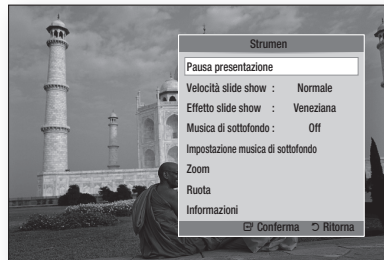 Strumen
Pausa presentazione
Velocità slide show : Normale
Effetto slide show : Veneziana
Musica di sottofondo : Off
Impostazione musica di sottofondo
Zoom
Ruota
Informazioni
Conferma Ritorna